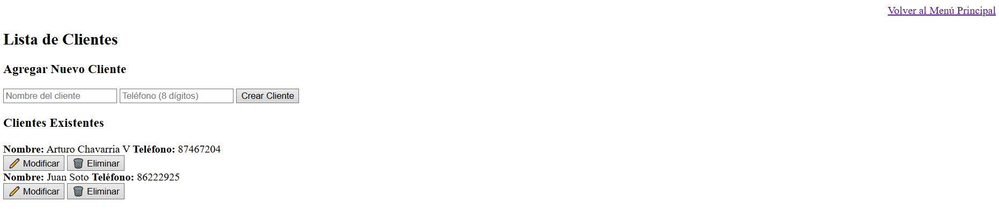 Volver al Menú Principal
Lista de Clientes
Agregar Nuevo Cliente
Nombre del cliente Teléfono (8 dígitos) Crear Cliente
Clientes Existentes
Nombre: Arturo Chavarria V Teléfono: 87467204
Modificar Eliminar
Nombre: Juan Soto Teléfono: 86222925
Modificar Eliminar